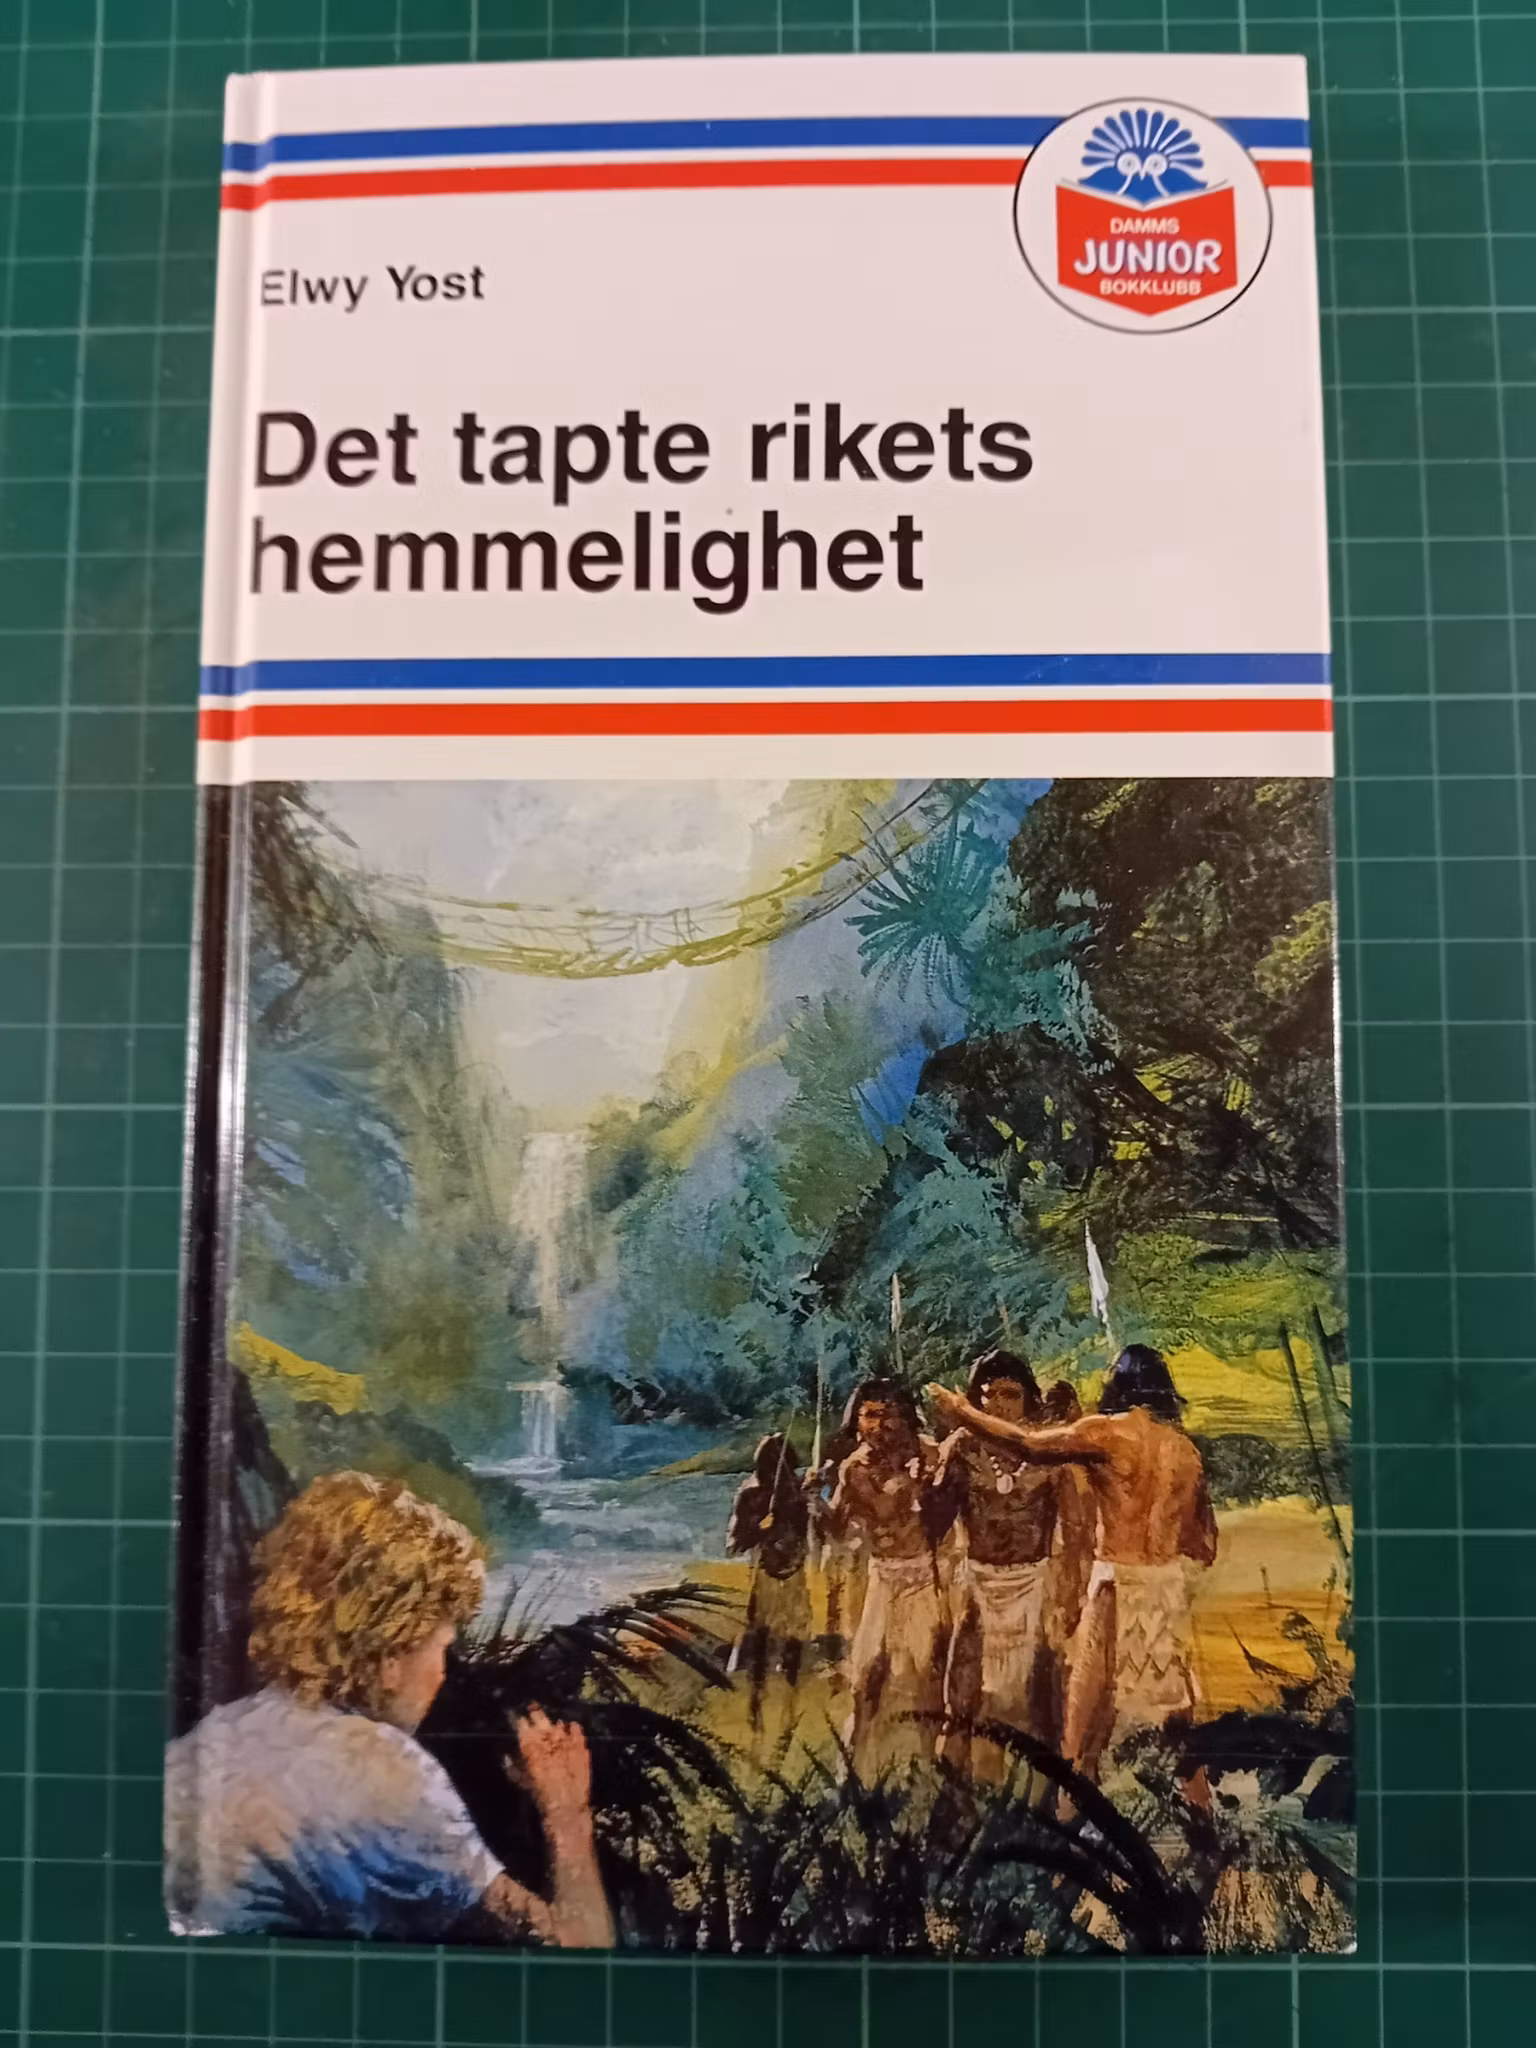 DAMMS
JUNIOR
BOKKLUBB
Elwy Yost
Det tapte rikets
hemmelighet